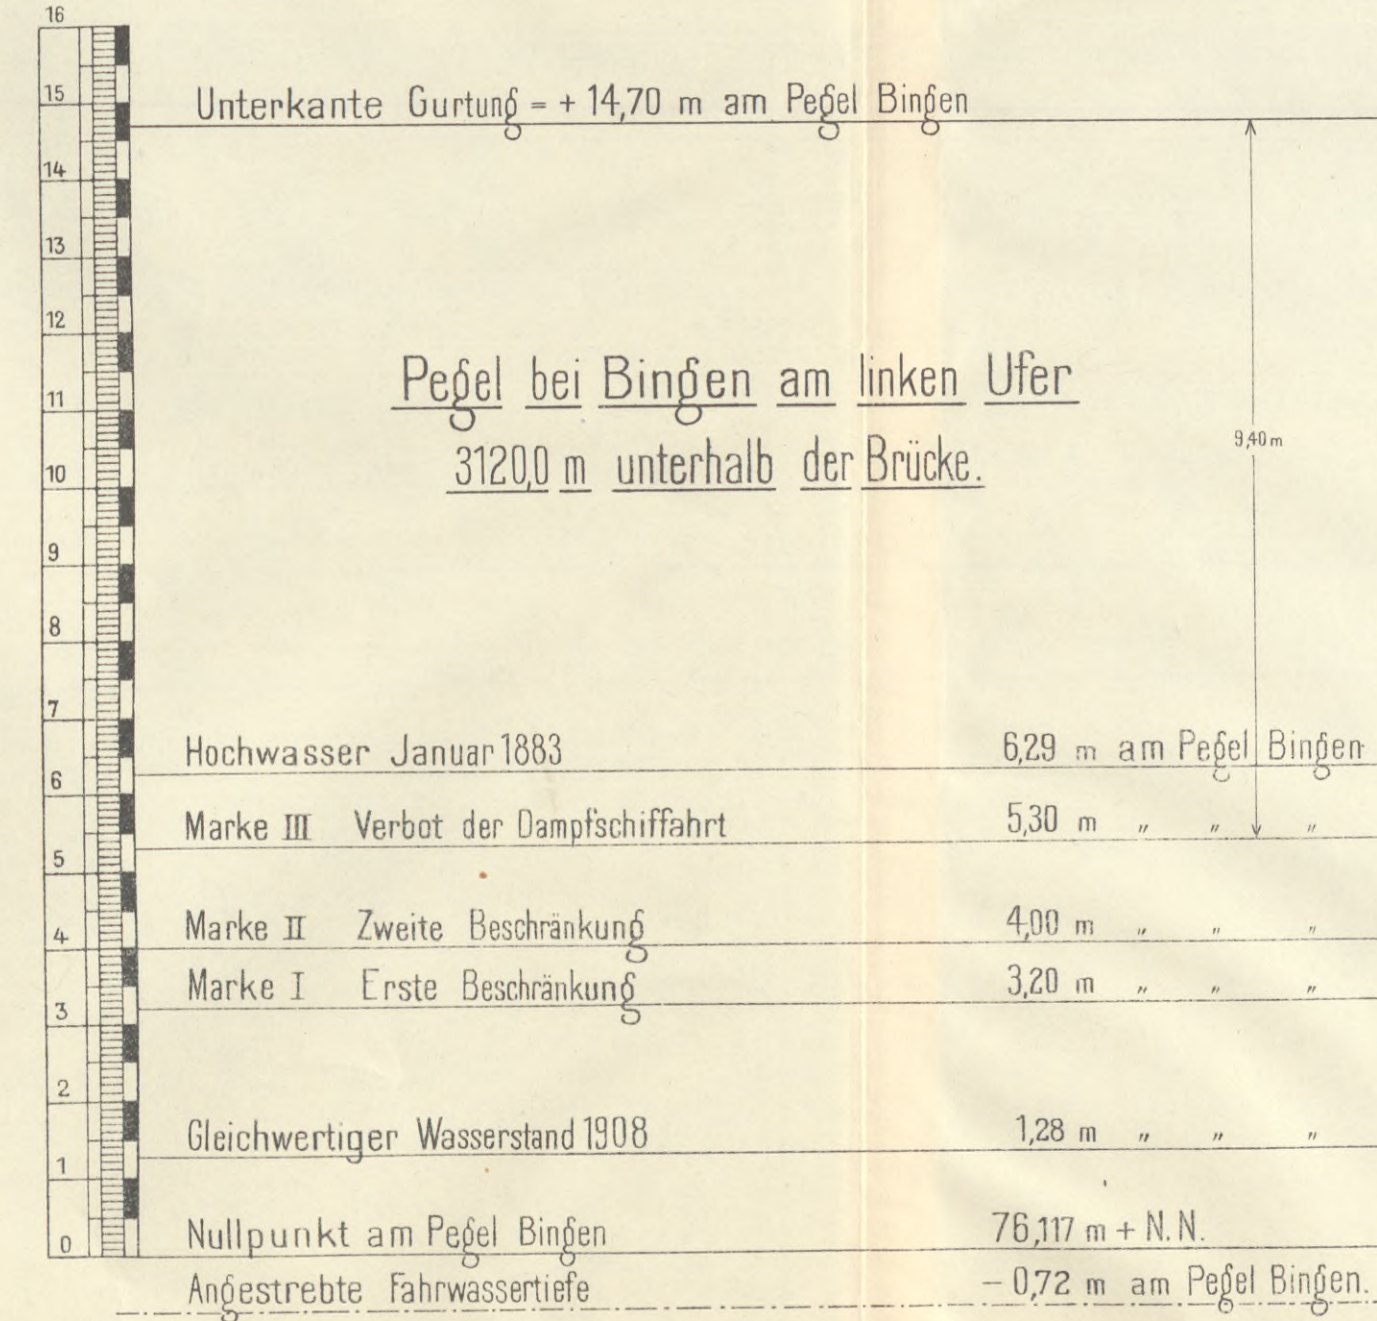 16
15
Unterkante Gurtung = + 14,70 m am Pegel Bingen
14
13
12
Pegel bei Bingen am linken Ufer
11
9,40 m
3120,0 m unterhalb der Brücke.
10
9
8
7
Hochwasser Januar 1883 6,29 m am Pegel Bingen
6
Marke III Verbot der Dampfschiffahrt 5,30 m " " "
5
Marke II Zweite Beschränkung 4,00 m " " "
4
Marke I Erste Beschränkung 3,20 m " " "
3
2
Gleichwertiger Wasserstand 1908 1,28 m " " "
1
Nullpunkt am Pegel Bingen 76,117 m + N.N.
0
Angestrebte Fahrwassertiefe - 0,72 m am Pegel Bingen.